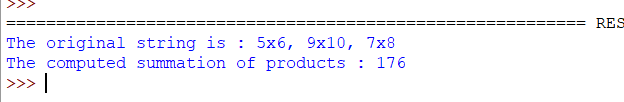 >>>
=========================================================== RES
The original string is : 5x6, 9x10, 7x8
The computed summation of products : 176
>>>